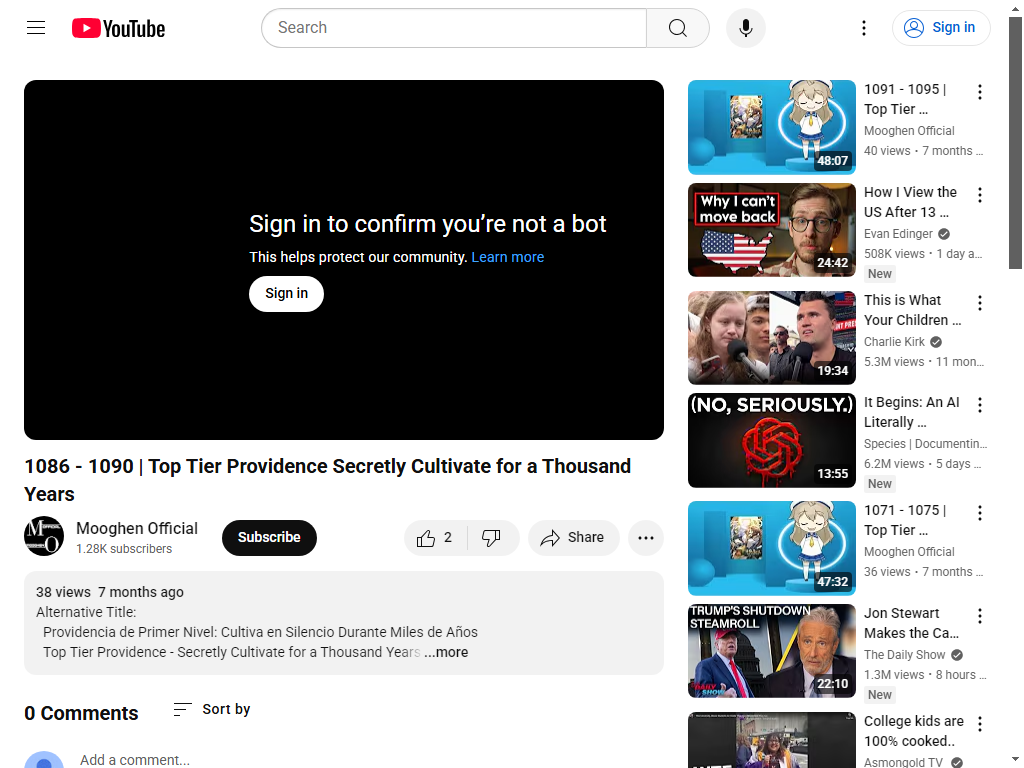 YouTube
Search
Sign in
Sign in to confirm you're not a bot
This helps protect our community. Learn more
Sign in
1086 - 1090 | Top Tier Providence Secretly Cultivate for a Thousand
Years
Mooghen Official
1.28K subscribers
Subscribe
2
Share
38 views 7 months ago
Alternative Title:
Providencia de Primer Nivel: Cultiva en Silencio Durante Miles de Años
Top Tier Providence - Secretly Cultivate for a Thousand Years ...more
0 Comments
Sort by
Add a comment...
48:07
1091 - 1095 |
Top Tier ...
Mooghen Official
40 views • 7 months ...
Why I can't
move back
24:42
How I View the
US After 13 ...
Evan Edinger
508K views • 1 day a...
New
19:34
This is What
Your Children ...
Charlie Kirk
5.3M views • 11 mon...
(NO, SERIOUSLY.)
13:55
It Begins: An AI
Literally ...
Species | Documentin...
6.2M views • 5 days ...
New
47:32
1071 - 1075 |
Top Tier ...
Mooghen Official
36 views • 7 months ...
TRUMP'S SHUTDOWN
STEAMROLL
22:10
Jon Stewart
Makes the Ca...
The Daily Show
1.3M views • 8 hours ...
New
College kids are
100% cooked..
Asmongold TV